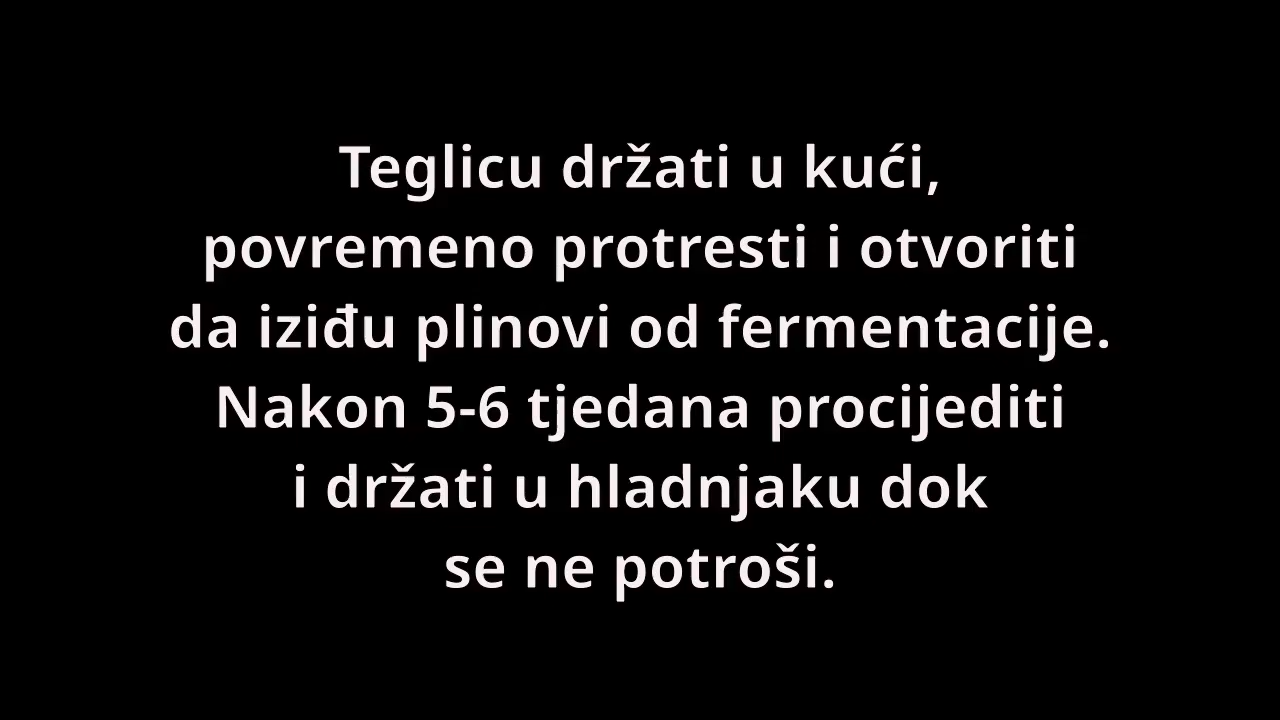 Teglicu držati u kući,
povremeno protresti i otvoriti
da iziđu plinovi od fermentacije.
Nakon 5-6 tjedana procijediti
i držati u hladnjaku dok
se ne potroši.